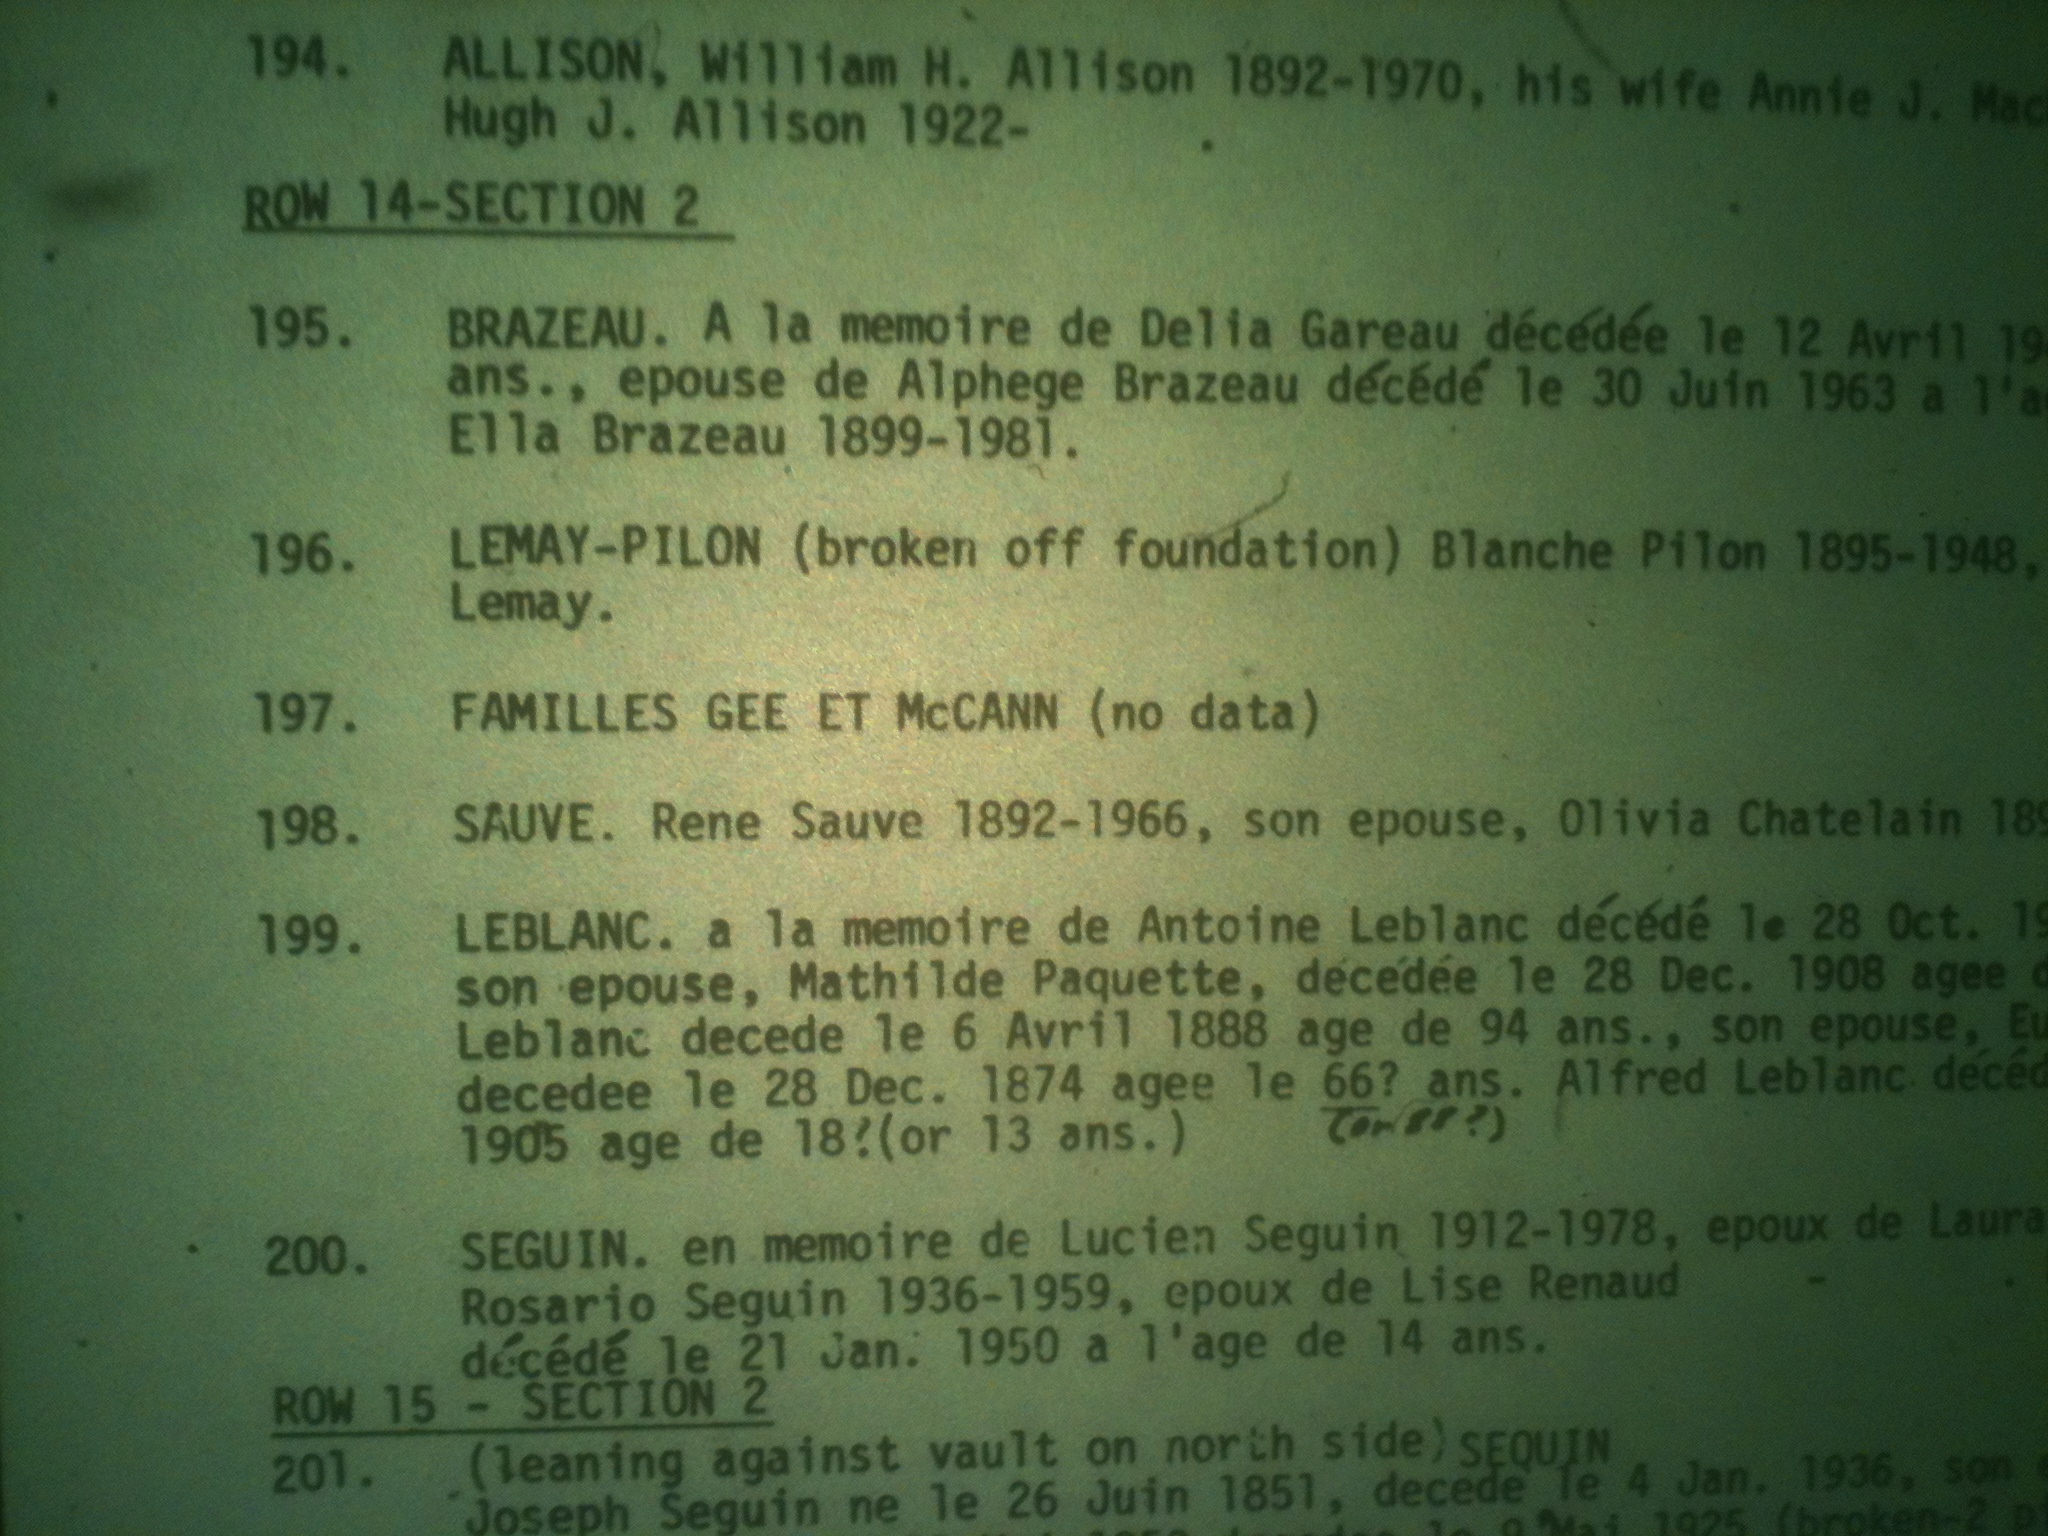 194. ALLISON, William H. Allison 1892-1970, his wife Annie J. Mac
Hugh J. Allison 1922-
ROW 14-SECTION 2
195. BRAZEAU. A la memoire de Delia Gareau décédée le 12 Avril 19
ans., epouse de Alphege Brazeau décédé le 30 Juin 1963 a l'a
Ella Brazeau 1899-1981.
196. LEMAY-PILON (broken off foundation) Blanche Pilon 1895-1948,
Lemay.
197. FAMILLES GEE ET McCANN (no data)
198. SAUVE. Rene Sauve 1892-1966, son epouse, Olivia Chatelain 189
199. LEBLANC. a la memoire de Antoine Leblanc décédé le 28 Oct. 19
son epouse, Mathilde Paquette, décédée le 28 Dec. 1908 agee d
Leblanc decede le 6 Avril 1888 age de 94 ans., son epouse, Eu
decedee le 28 Dec. 1874 agee le 66? ans. Alfred Leblanc décéd
(or 88?)
1905 age de 18?(or 13 ans.)
200. SEGUIN. en memoire de Lucien Seguin 1912-1978, epoux de Laura
Rosario Seguin 1936-1959, epoux de Lise Renaud -
décédé le 21 Jan. 1950 a l'age de 14 ans.
ROW 15 - SECTION 2
201. (leaning against vault on north side) SEQUIN
Joseph Seguin ne le 26 Juin 1851, decede le 4 Jan. 1936, son
le 9 Mai 1925 (broken-2